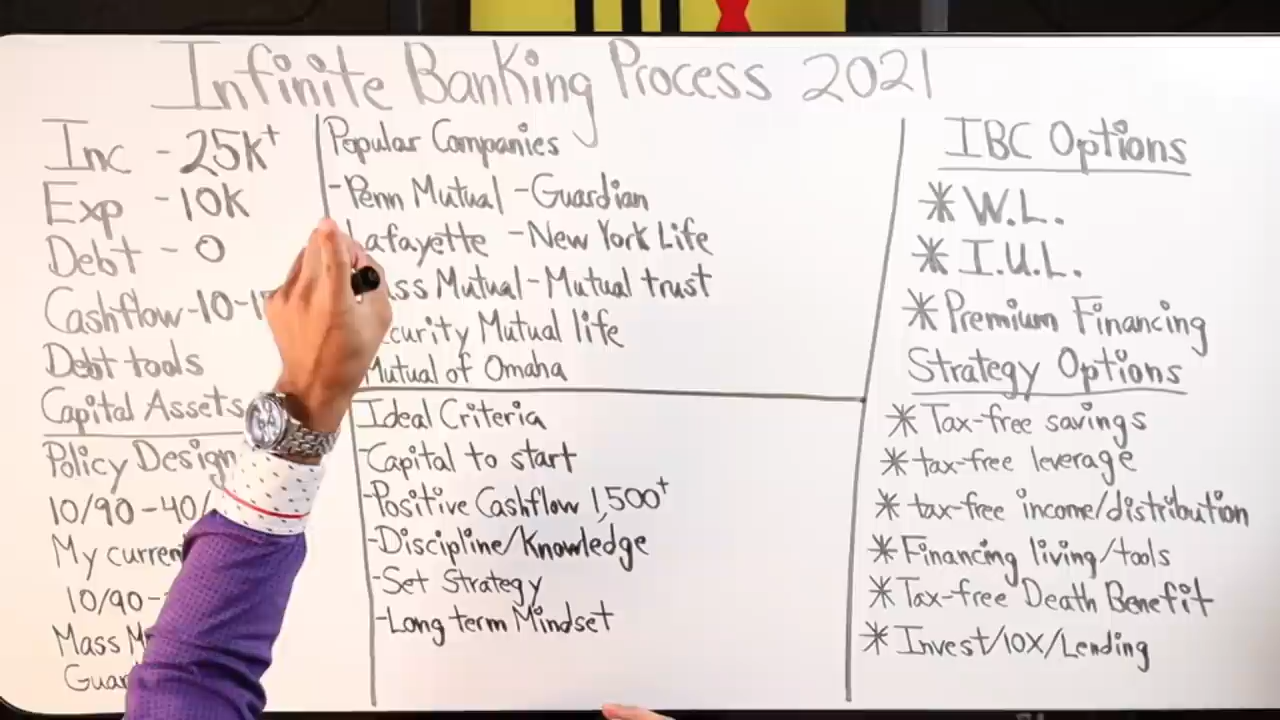 Infinite Banking Process 2021
Inc - 25K+
Exp - 10K
Debt - 0
Cashflow - 10-1
Debt tools
Capital Assets
Policy Design
10/90 - 40/
My current
10/90 -
Mass M
Guar
Popular Companies
- Penn Mutual - Guardian
Lafayette - New York Life
Mutual - Mutual trust
Mutual life
Mutual of Omaha
Ideal Criteria
- Capital to start
- Positive Cashflow 1,500+
- Discipline/Knowledge
- Set Strategy
- Long term Mindset
IBC Options
* W.L.
* I.U.L.
* Premium Financing
Strategy Options
* Tax-free savings
* tax-free leverage
* tax-free income/distribution
* Financing living/tools
* Tax-free Death Benefit
* Invest/10X/Lending